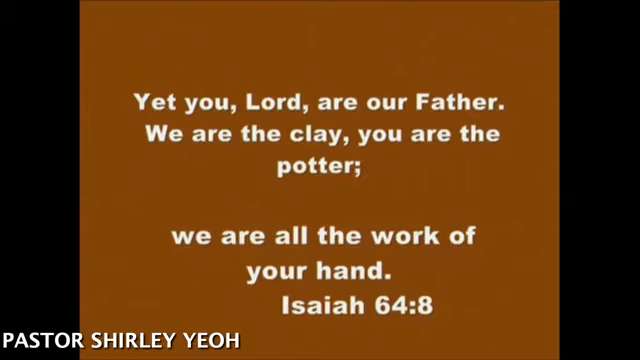 Yet you, Lord, are our Father.
We are the clay, you are the
potter;
we are all the work of
your hand.
Isaiah 64:8
PASTOR SHIRLEY YEOH